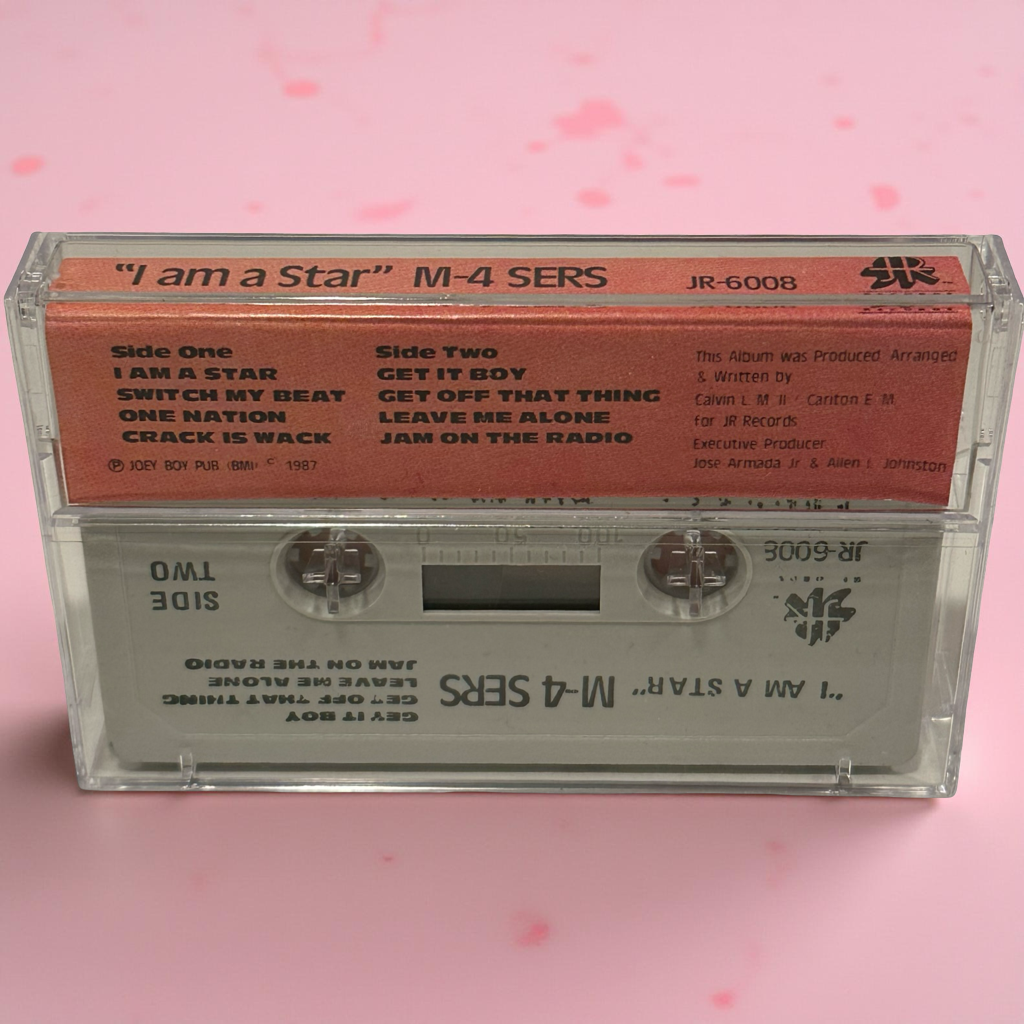 "I am a Star" M-4 SERS JR-6008
Side One
I AM A STAR
SWITCH MY BEAT
ONE NATION
CRACK IS WACK
℗ JOEY BOY PUB. (BMI) © 1987
Side Two
GET IT BOY
GET OFF THAT THING
LEAVE ME ALONE
JAM ON THE RADIO
This Album was Produced, Arranged
& Written by
Calvin L. M. II / Carlton E. M.
for JR Records
Executive Producer
Jose Armada Jr. & Allen L. Johnston
"I AM A STAR" M-4 SERS
GET IT BOY
GET OFF THAT THING
LEAVE ME ALONE
JAM ON THE RADIO
SIDE
TWO
JR-6008
0 50 100